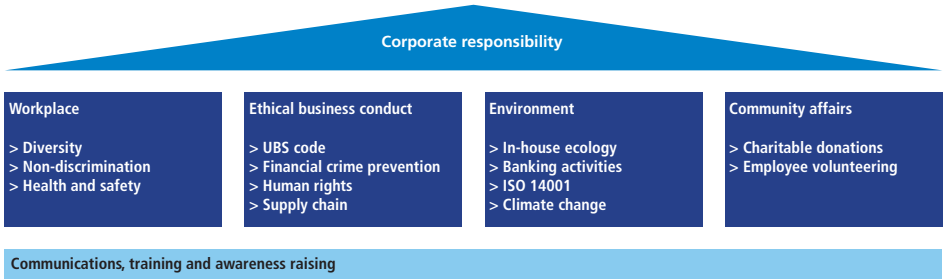 Corporate responsibility
Workplace
> Diversity
> Non-discrimination
> Health and safety
Ethical business conduct
> UBS code
> Financial crime prevention
> Human rights
> Supply chain
Environment
> In-house ecology
> Banking activities
> ISO 14001
> Climate change
Community affairs
> Charitable donations
> Employee volunteering
Communications, training and awareness raising